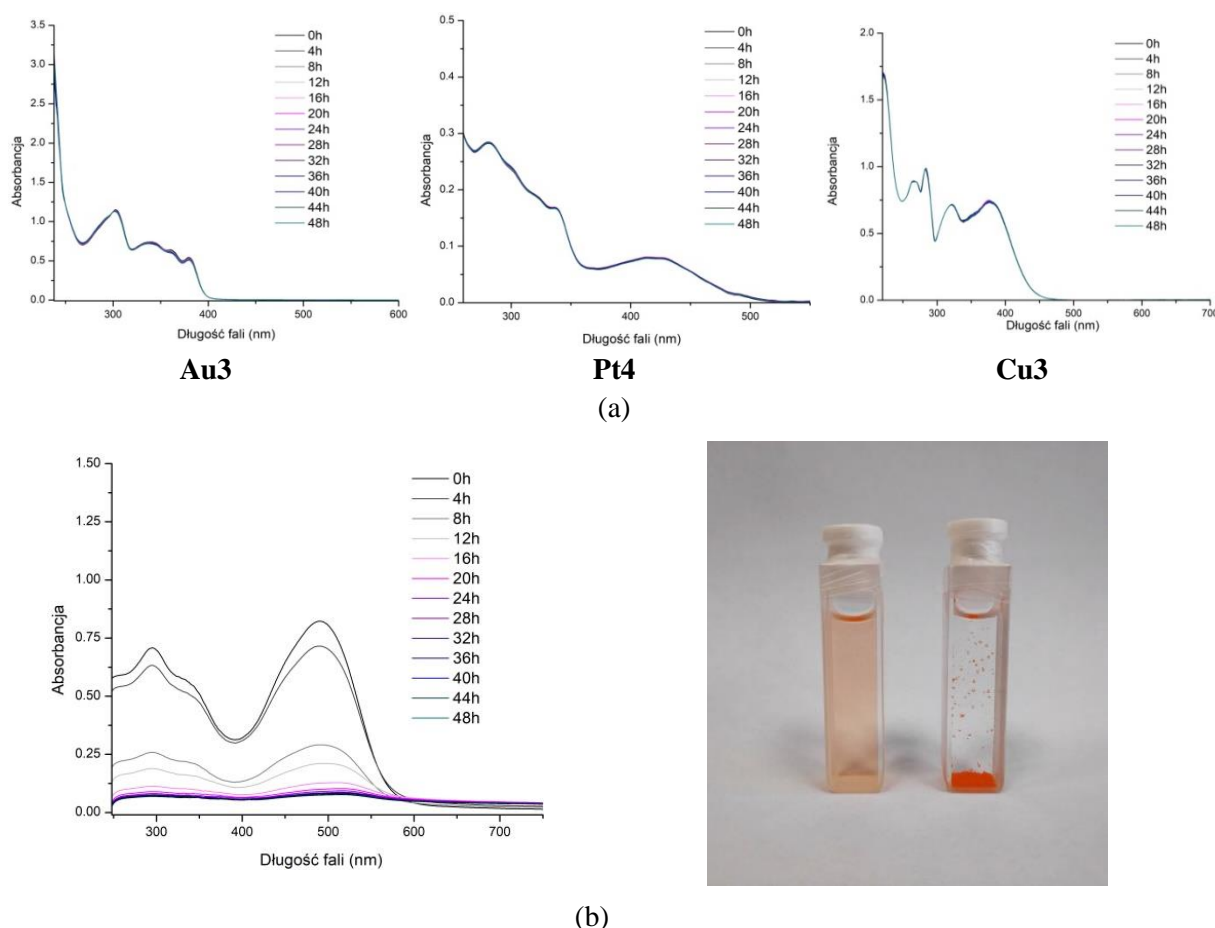 3.5
3.0
2.5
2.0
1.5
1.0
0.5
0.0
Absorbancja
300
400
500
600
Długość fali (nm)
0h
4h
8h
12h
16h
20h
24h
28h
32h
36h
40h
44h
48h
Au3
0.5
0.4
0.3
0.2
0.1
0.0
Absorbancja
300
400
500
Długość fali (nm)
0h
4h
8h
12h
16h
20h
24h
28h
32h
36h
40h
44h
48h
Pt4
2.0
1.5
1.0
0.5
0.0
Absorbancja
300
400
500
600
700
Długość fali (nm)
0h
4h
8h
12h
16h
20h
24h
28h
32h
36h
40h
44h
48h
Cu3
(a)
1.50
1.25
1.00
0.75
0.50
0.25
0.00
Absorbancja
300
400
500
600
700
Długość fali (nm)
0h
4h
8h
12h
16h
20h
24h
28h
32h
36h
40h
44h
48h
(b)